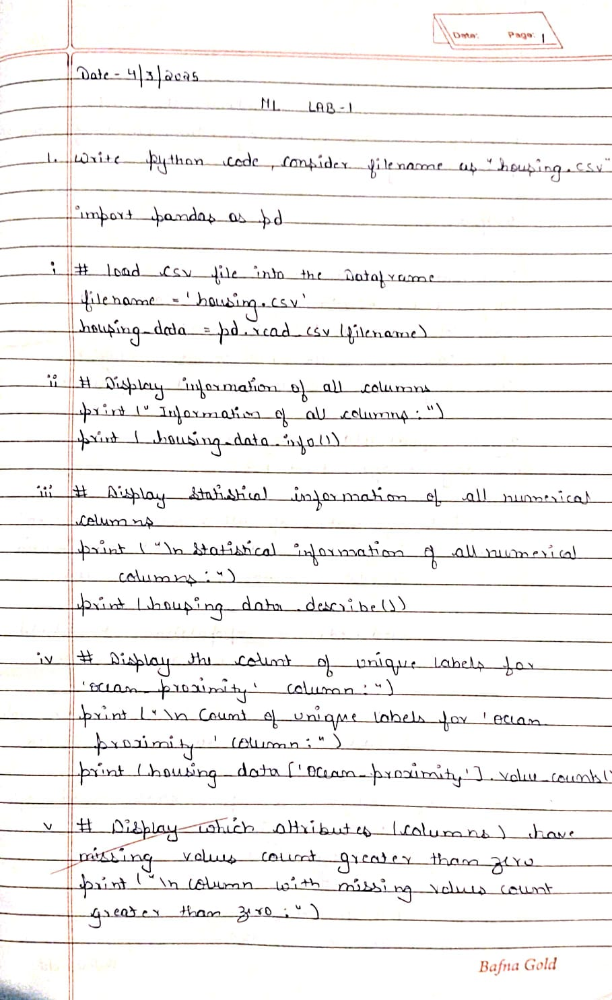 Date: Page: 1
Date - 4/3/2025
ML LAB-1
1. Write python code, consider filename as "housing.csv"
import pandas as pd
i # load csv file into the Dataframe
filename = 'housing.csv'
housing_data = pd.read_csv (filename)
ii # Display information of all columns
print (" Information of all columns : ")
print ( housing_data.info())
iii # Display statistical information of all numerical
columns
print ("\n statistical information of all numerical
columns : ")
print (housing_data.describe())
iv # Display the count of unique labels for
'ocean_proximity' column : ")
print ("\n Count of unique labels for 'ocean
proximity' column : ")
print (housing_data ['ocean_proximity'].value_counts()
v # Display which attributes (columns) have
missing values count greater than zero
print ("\n column with missing values count
greater than zero : ")
Bafna Gold